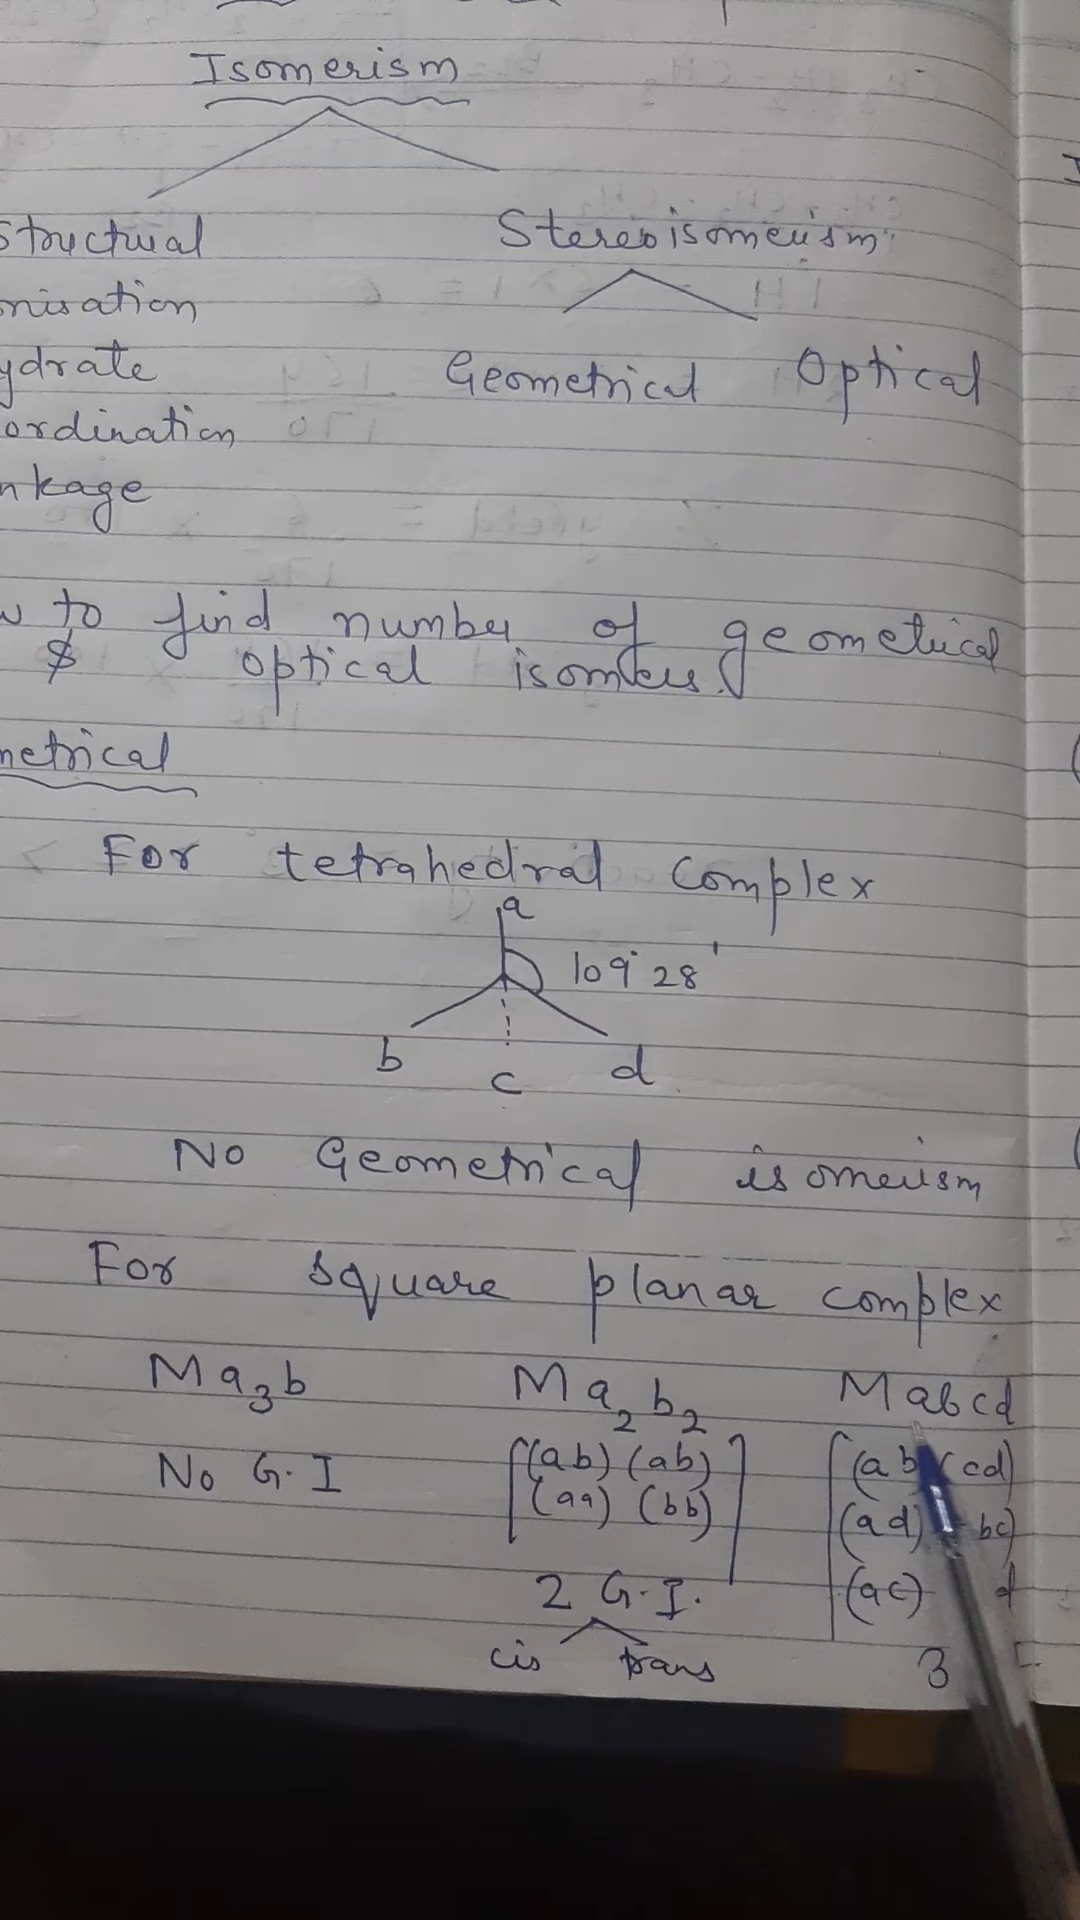 Isomerism
Structural Stereoisomerism
nisation
ydrate Geometrical Optical
ordination
nkage
w to find number of geometrical
& optical isomers.
metrical
For tetrahedral complex
a
109° 28'
b c d
No Geometrical isomerism
For square planar complex
Ma3b Ma2b2 Mabcd
No G.I (ab) (ab) (ab) (cd)
(aa) (bb) (ad) bc)
2 G.I. (ac) d
cis trans 3